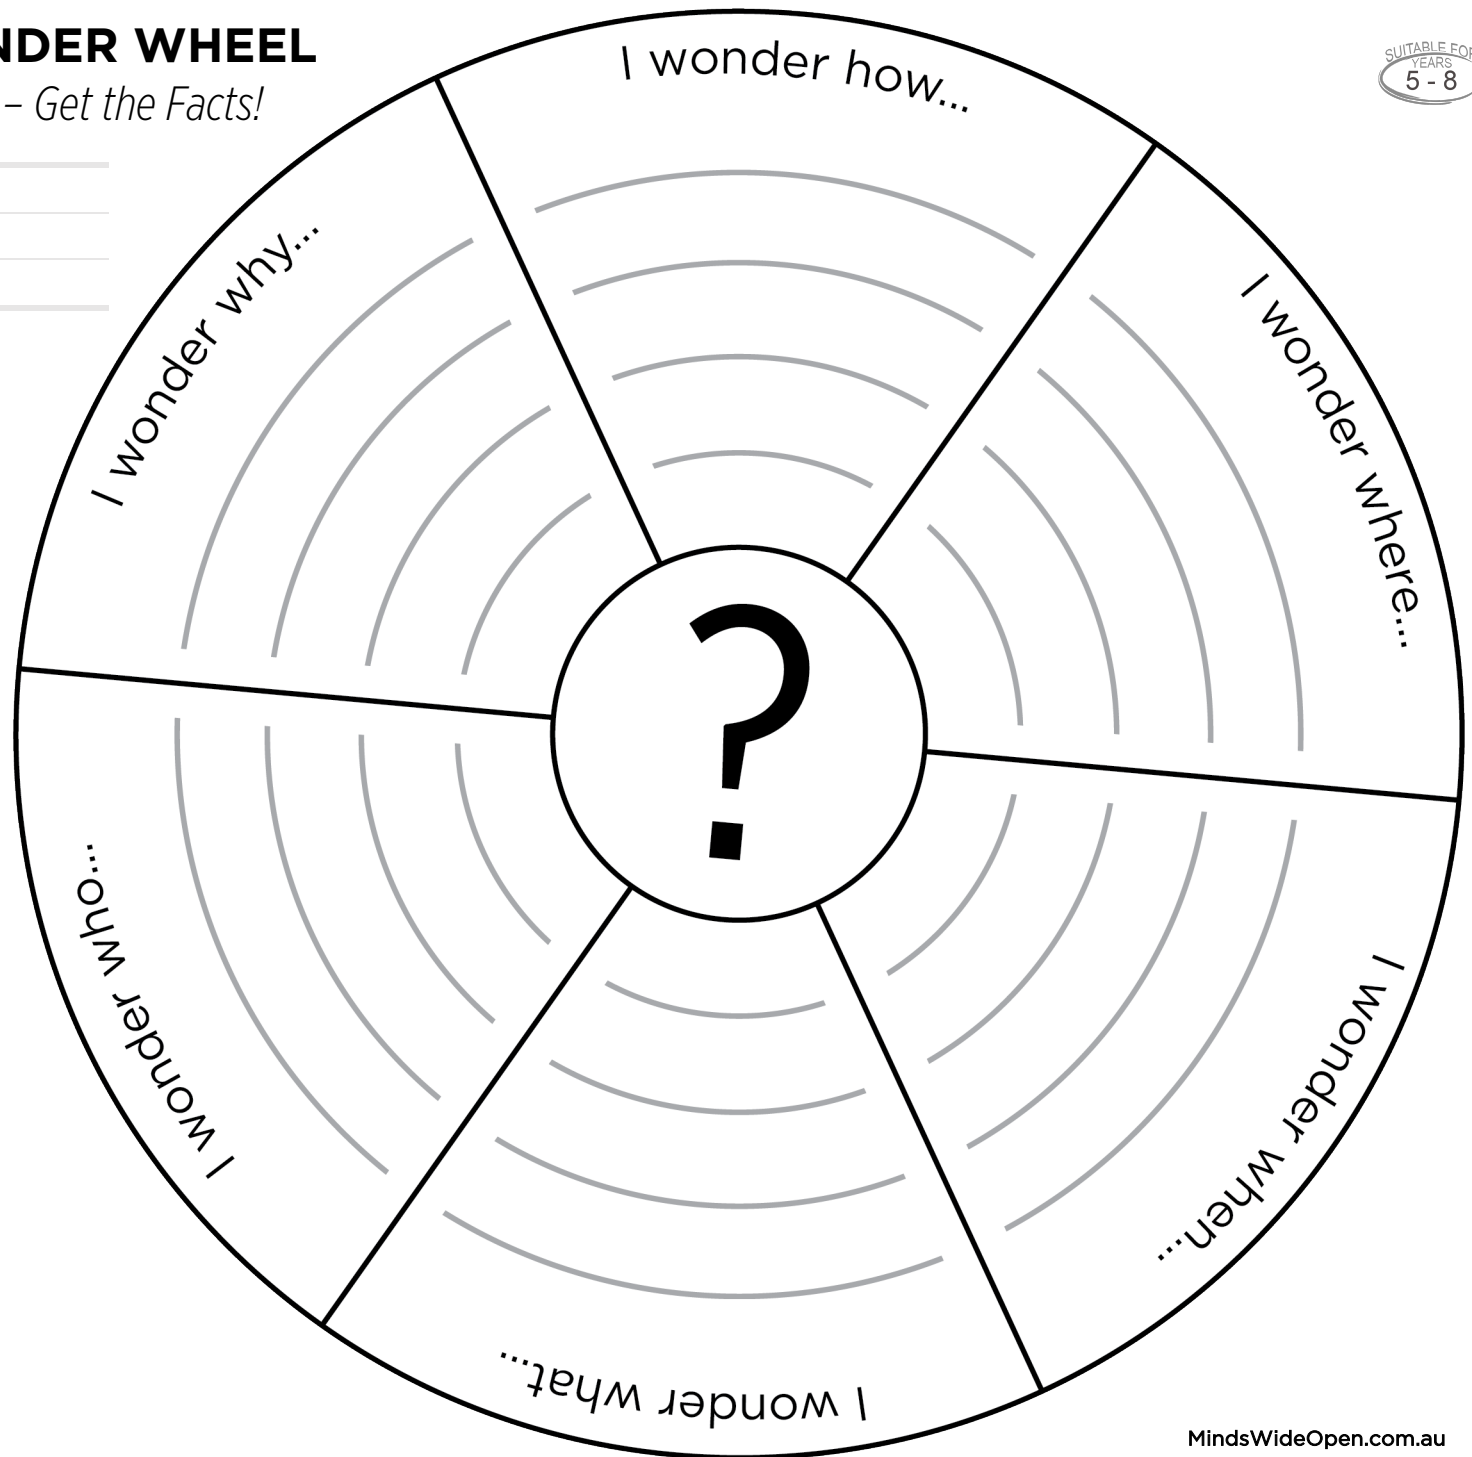 NDER WHEEL
– Get the Facts!
SUITABLE FOR
YEARS
5 - 8
I wonder how...
I wonder where...
I wonder when...
I wonder what...
I wonder who...
I wonder why...
?
MindsWideOpen.com.au